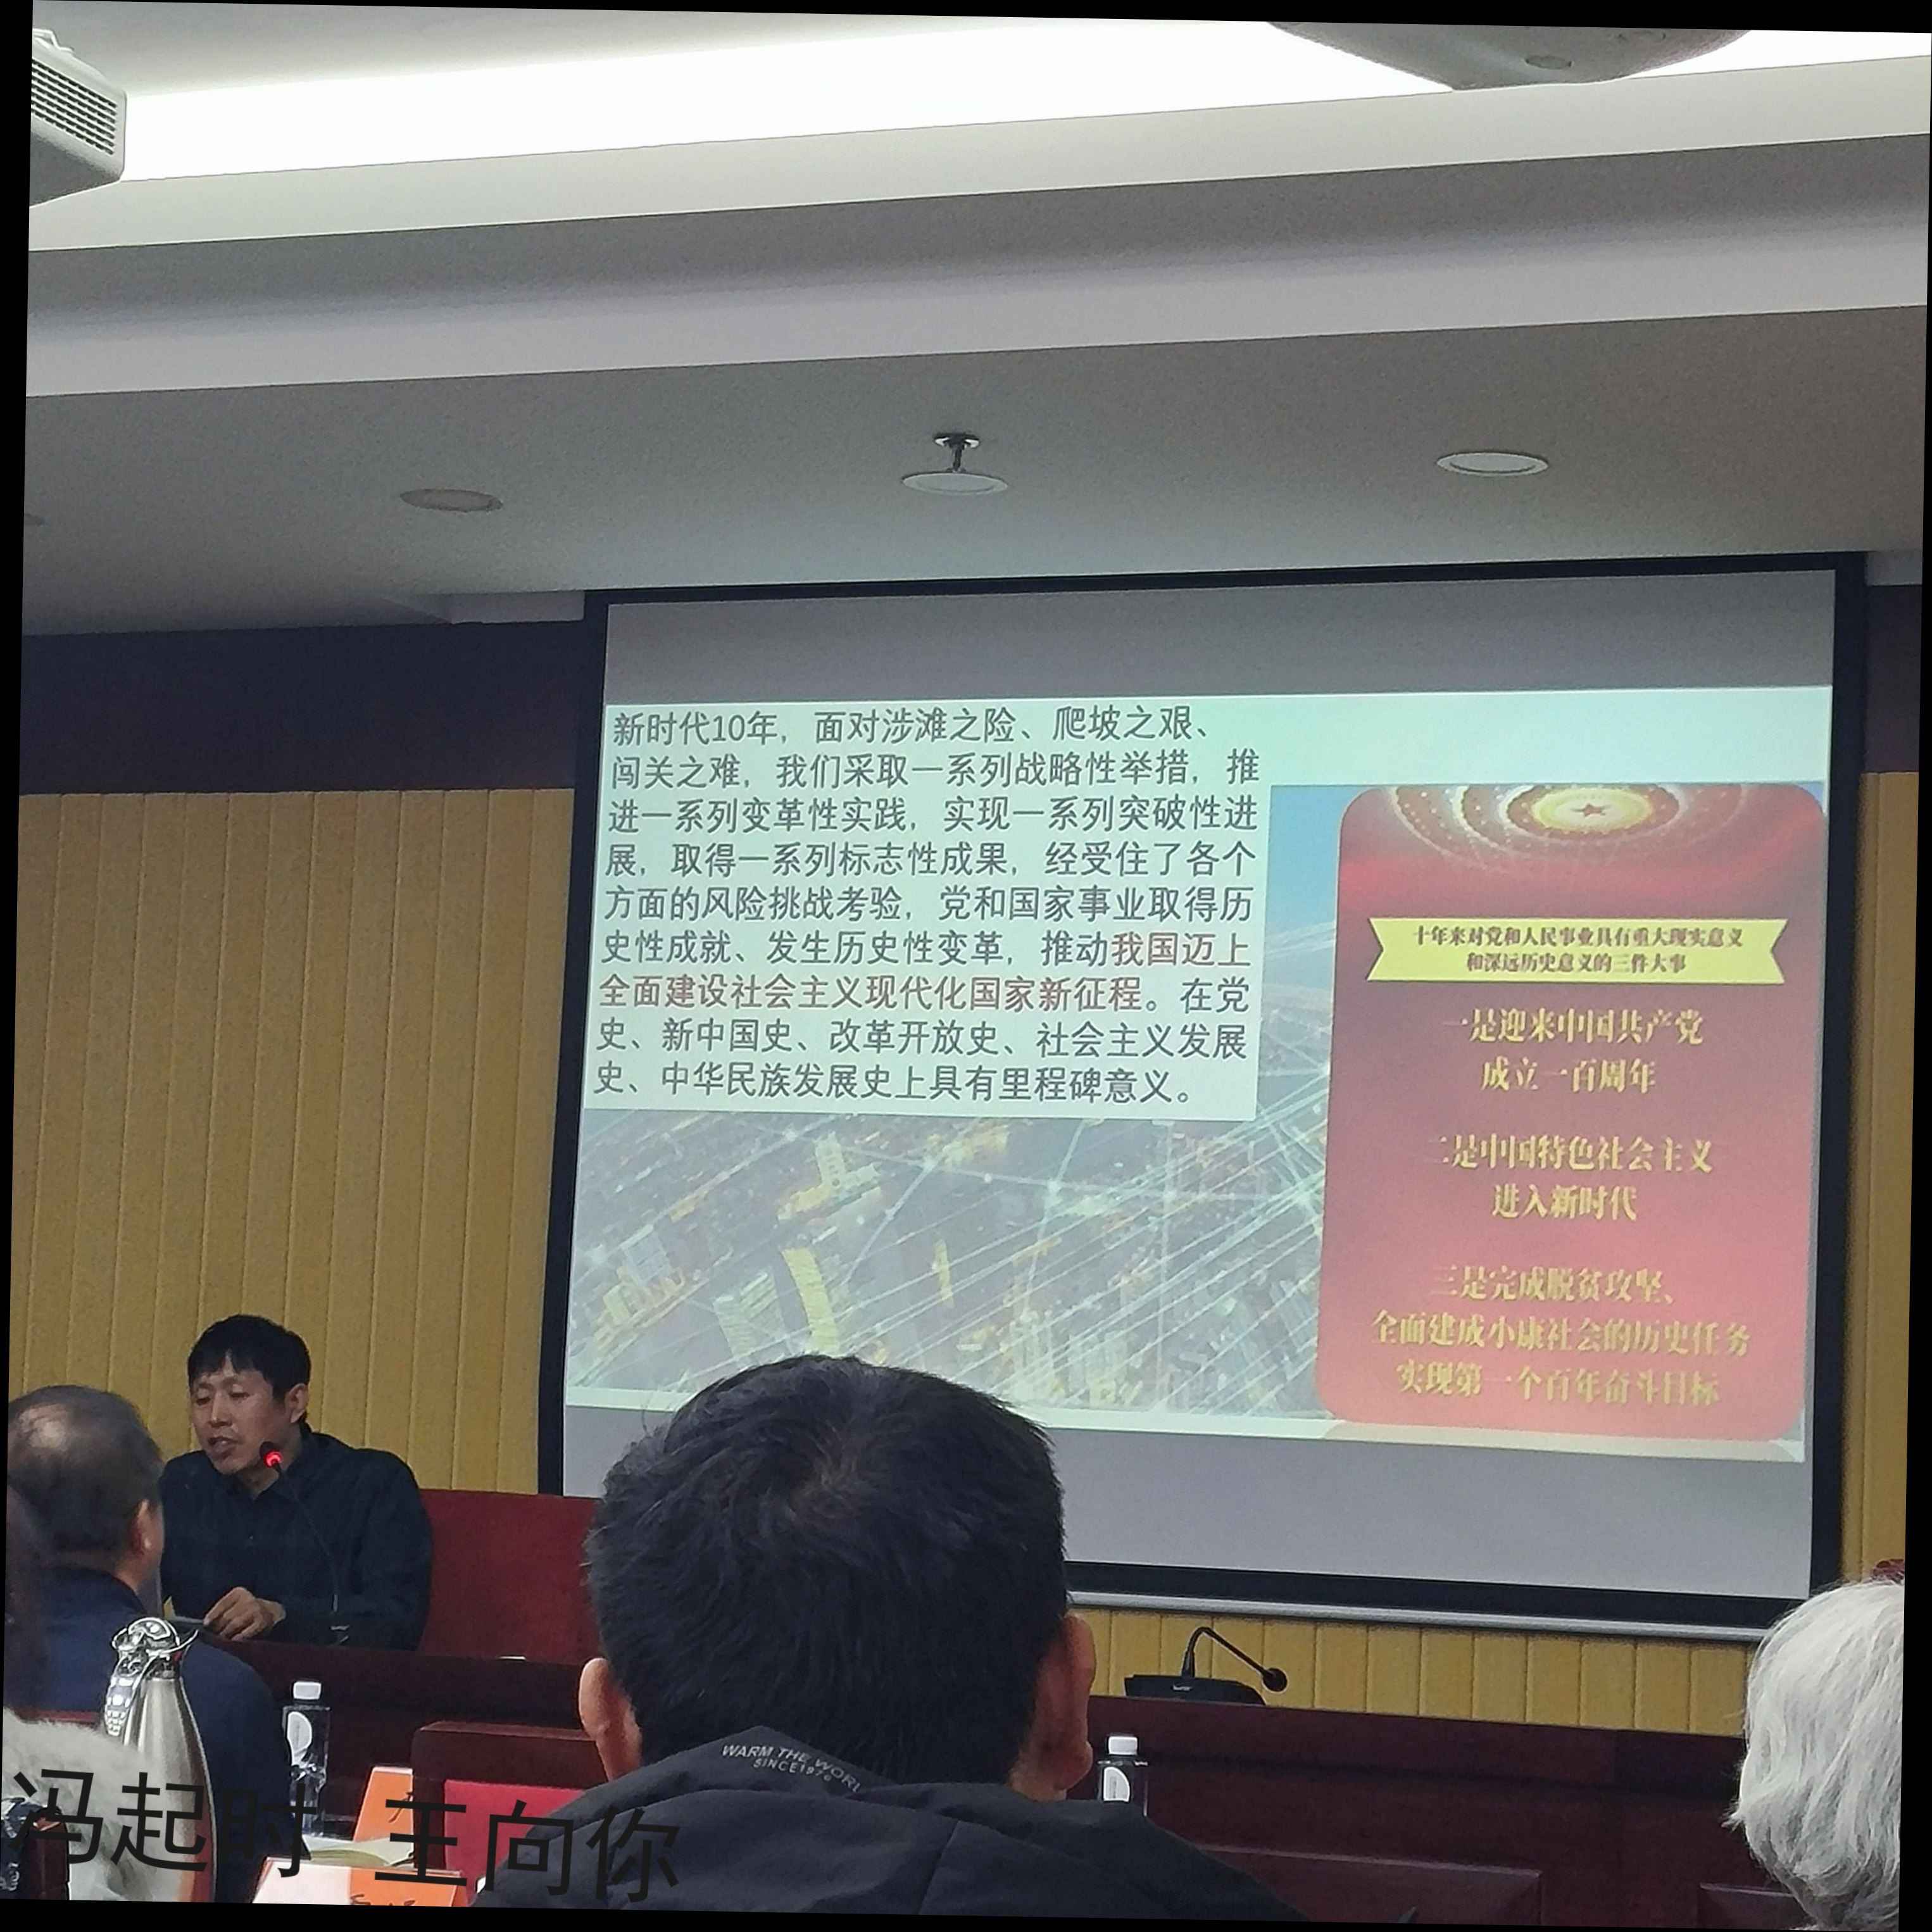 新时代10年，面对涉滩之险、爬坡之艰、
闯关之难，我们采取一系列战略性举措，推
进一系列变革性实践，实现一系列突破性进
展，取得一系列标志性成果，经受住了各个
方面的风险挑战考验，党和国家事业取得历
史性成就、发生历史性变革，推动我国迈上
全面建设社会主义现代化国家新征程。在党
史、新中国史、改革开放史、社会主义发展
史、中华民族发展史上具有里程碑意义。
十年来对党和人民事业具有重大现实意义
和深远历史意义的三件大事
一是迎来中国共产党
成立一百周年
二是中国特色社会主义
进入新时代
三是完成脱贫攻坚、
全面建成小康社会的历史任务
实现第一个百年奋斗目标
WARM THE WORL
SINCE1976
冯起时 王向你